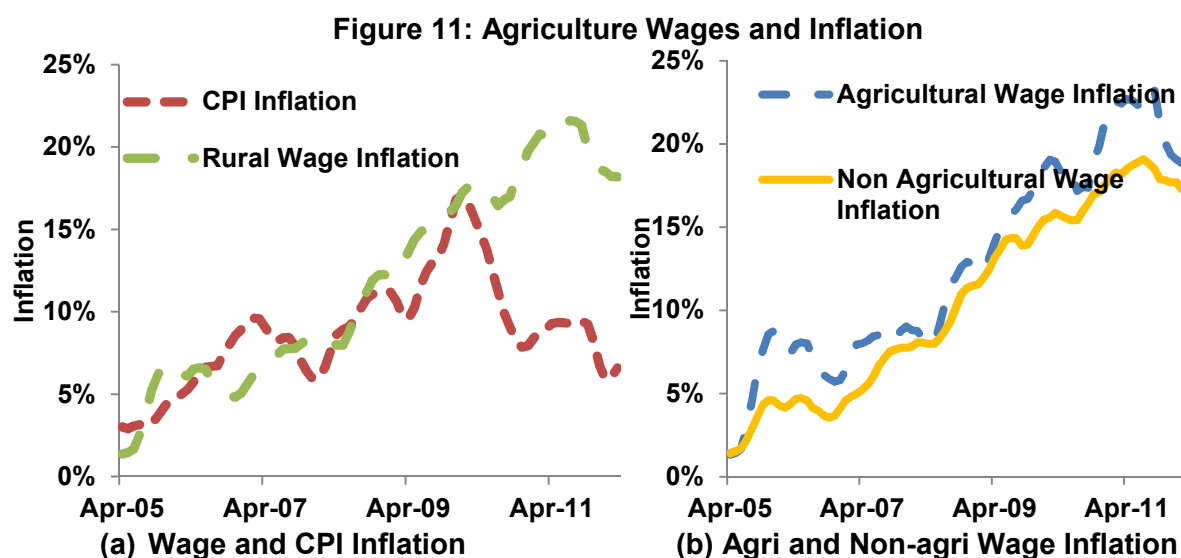 Figure 11: Agriculture Wages and Inflation
25%
20%
15%
10%
5%
0%
Inflation
CPI Inflation
Rural Wage Inflation
Apr-05 Apr-07 Apr-09 Apr-11
(a) Wage and CPI Inflation
25%
20%
15%
10%
5%
0%
Inflation
Agricultural Wage Inflation
Non Agricultural Wage
Inflation
Apr-05 Apr-07 Apr-09 Apr-11
(b) Agri and Non-agri Wage Inflation